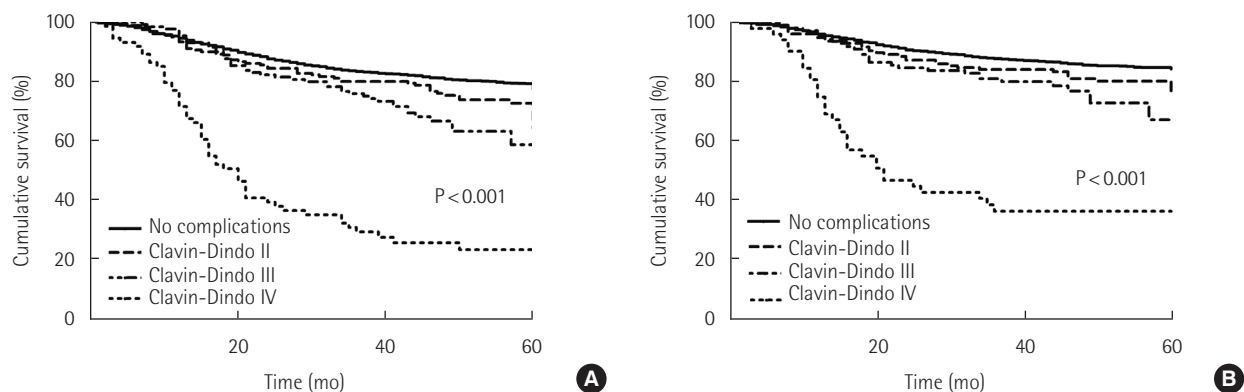 100
80
60
40
20
0
Cumulative survival (%)
P<0.001
No complications
Clavin-Dindo II
Clavin-Dindo III
Clavin-Dindo IV
20 40 60
Time (mo)
A
100
80
60
40
20
0
Cumulative survival (%)
P<0.001
No complications
Clavin-Dindo II
Clavin-Dindo III
Clavin-Dindo IV
20 40 60
Time (mo)
B